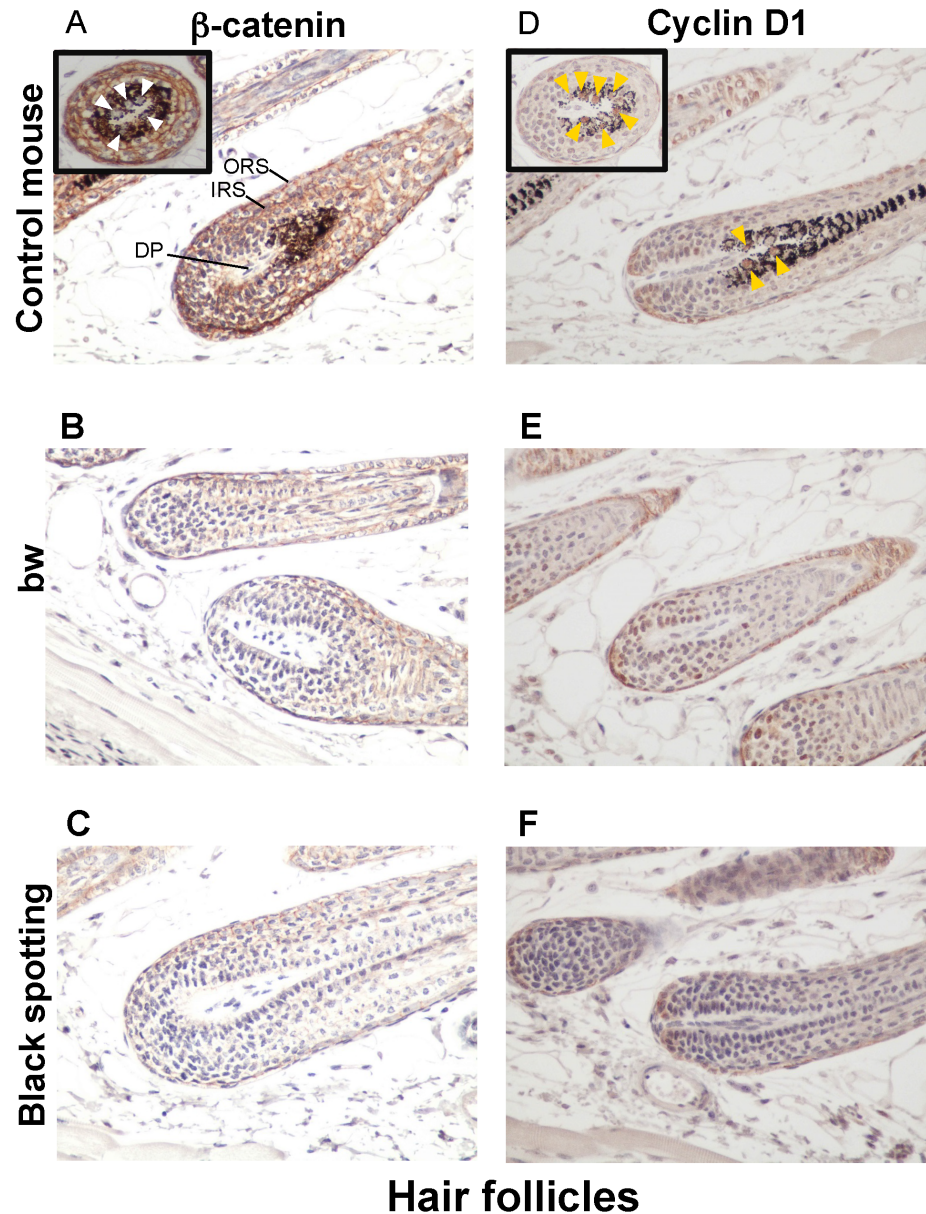 A
β-catenin
D
Cyclin D1
Control mouse
ORS
IRS
DP
B
E
bw
C
F
Black spotting
Hair follicles